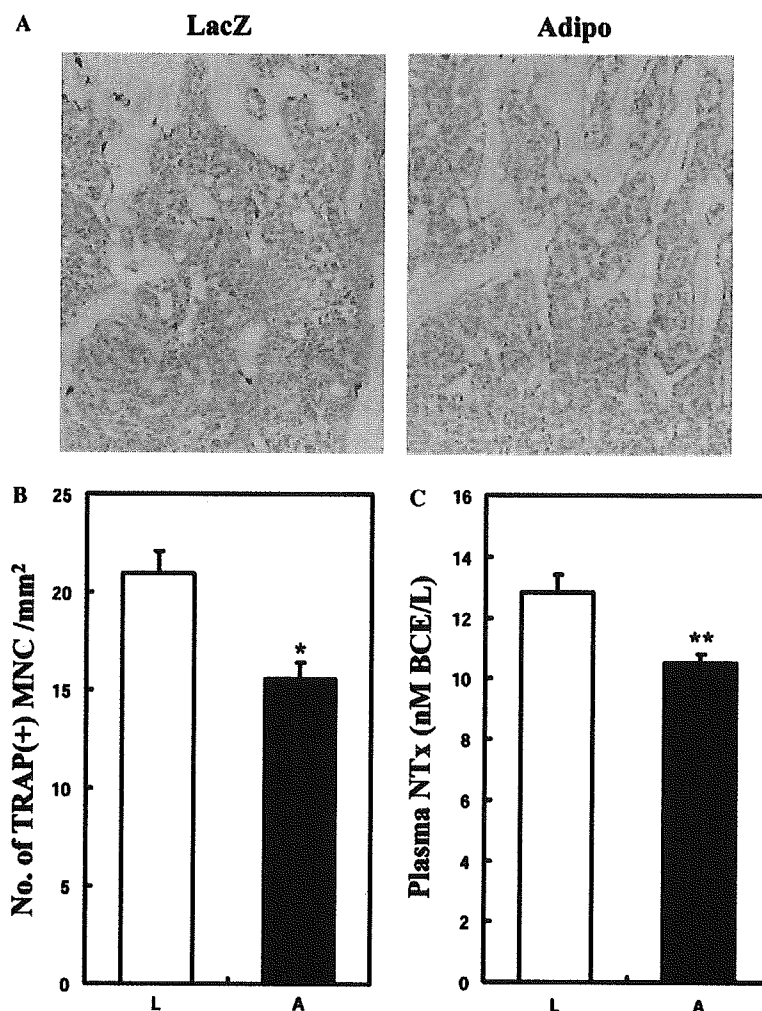 A
LacZ
Adipo
B
No. of TRAP(+) MNC /mm²
25
20
15
10
5
0
*
L
A
C
Plasma NTx (nM BCE/L)
16
14
12
10
8
6
4
2
0
**
L
A